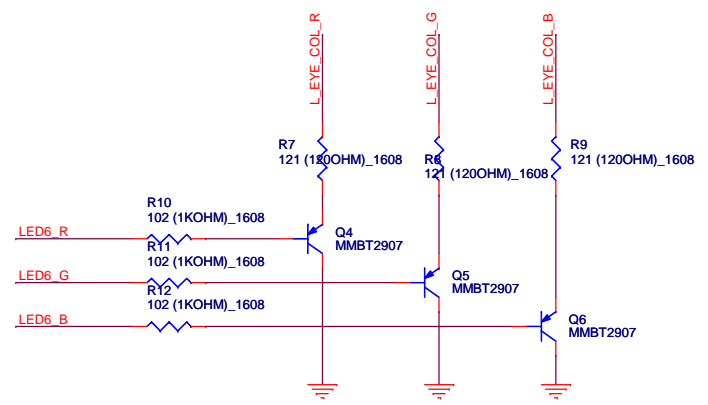 L_EYE_COL_R
L_EYE_COL_G
L_EYE_COL_B
R7
121 (120OHM)_1608
R8
121 (120OHM)_1608
R9
121 (120OHM)_1608
R10
102 (1KOHM)_1608
LED6_R
Q4
MMBT2907
R11
102 (1KOHM)_1608
LED6_G
Q5
MMBT2907
R12
102 (1KOHM)_1608
LED6_B
Q6
MMBT2907